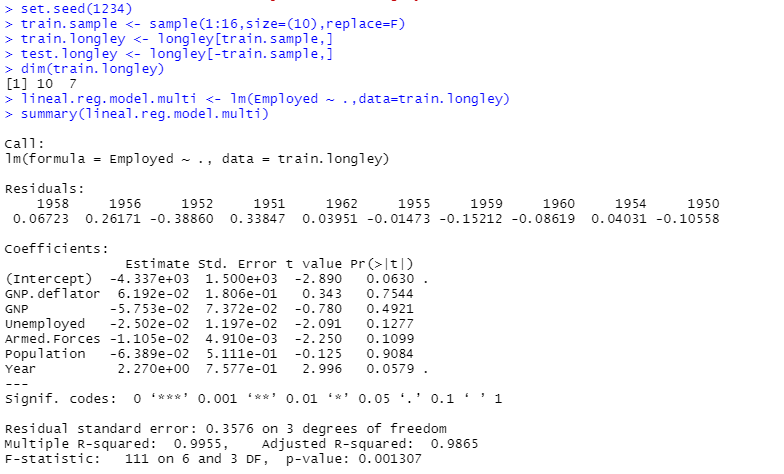 > set.seed(1234)
> train.sample <- sample(1:16,size=(10),replace=F)
> train.longley <- longley[train.sample,]
> test.longley <- longley[-train.sample,]
> dim(train.longley)
[1] 10  7
> lineal.reg.model.multi <- lm(Employed ~ .,data=train.longley)
> summary(lineal.reg.model.multi)

Call:
lm(formula = Employed ~ ., data = train.longley)

Residuals:
    1958     1956     1952     1951     1962     1955     1959     1960     1954     1950
 0.06723  0.26171 -0.38860  0.33847  0.03951 -0.01473 -0.15212 -0.08619  0.04031 -0.10558

Coefficients:
               Estimate Std. Error t value Pr(>|t|)
(Intercept)  -4.337e+03  1.500e+03  -2.890   0.0630 .
GNP.deflator  6.192e-02  1.806e-01   0.343   0.7544
GNP          -5.753e-02  7.372e-02  -0.780   0.4921
Unemployed   -2.502e-02  1.197e-02  -2.091   0.1277
Armed.Forces -1.105e-02  4.910e-03  -2.250   0.1099
Population   -6.389e-02  5.111e-01  -0.125   0.9084
Year          2.270e+00  7.577e-01   2.996   0.0579 .
---
Signif. codes:  0 ‘***’ 0.001 ‘**’ 0.01 ‘*’ 0.05 ‘.’ 0.1 ‘ ’ 1

Residual standard error: 0.3576 on 3 degrees of freedom
Multiple R-squared:  0.9955,    Adjusted R-squared:  0.9865
F-statistic:   111 on 6 and 3 DF,  p-value: 0.001307